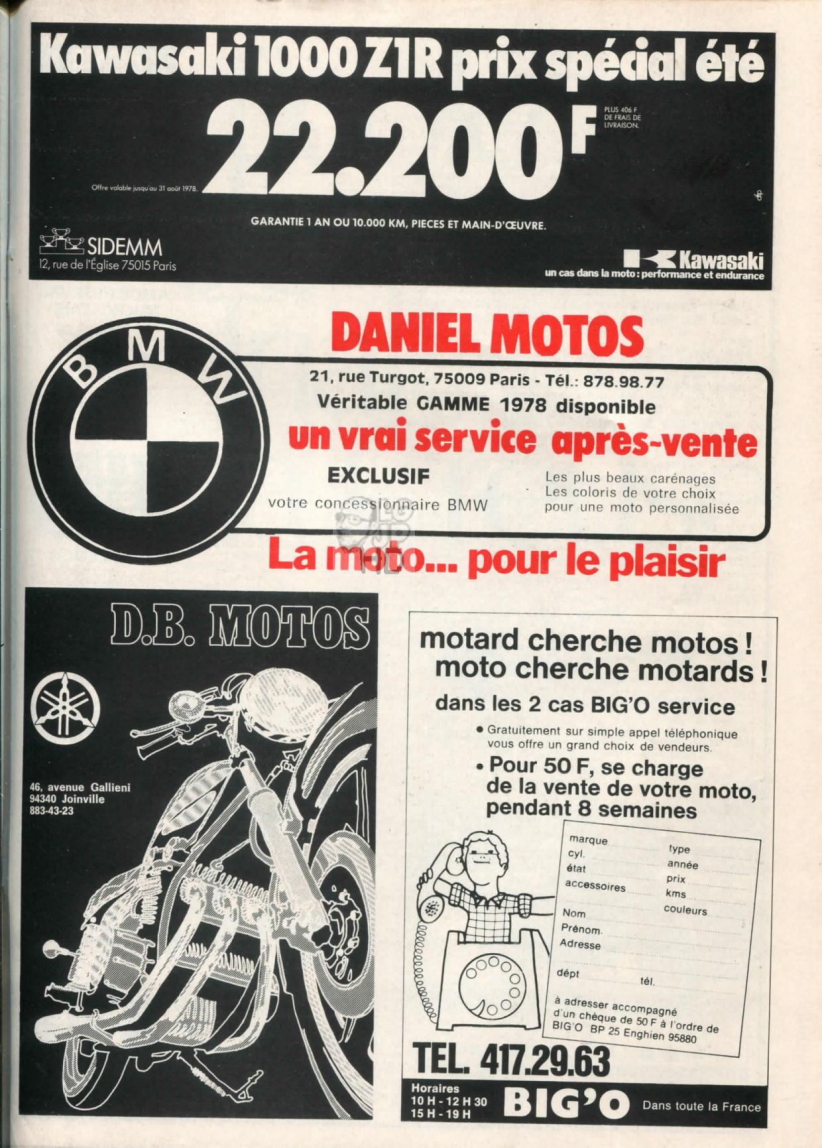 Kawasaki 1000 Z1R prix spécial été
22.200F
PLUS 406 F
DE FRAIS DE
LIVRAISON.
Offre valable jusqu'au 31 août 1978.
GARANTIE 1 AN OU 10.000 KM, PIECES ET MAIN-D'ŒUVRE.
SIDEMM
12, rue de l'Église 75015 Paris
Kawasaki
un cas dans la moto : performance et endurance
BMW
DANIEL MOTOS
21, rue Turgot, 75009 Paris - Tél.: 878.98.77
Véritable GAMME 1978 disponible
un vrai service après-vente
EXCLUSIF
votre concessionnaire BMW
Les plus beaux carénages
Les coloris de votre choix
pour une moto personnalisée
La moto... pour le plaisir
D.B. MOTOS
46, avenue Gallieni
94340 Joinville
883-43-23
motard cherche motos !
moto cherche motards !
dans les 2 cas BIG'O service
• Gratuitement sur simple appel téléphonique
vous offre un grand choix de vendeurs.
• Pour 50 F, se charge
de la vente de votre moto,
pendant 8 semaines
marque type
cyl. année
état prix
accessoires kms
couleurs
Nom
Prénom.
Adresse
dépt tél.
à adresser accompagné
d'un chèque de 50 F à l'ordre de
BIG'O BP 25 Enghien 95880
TEL. 417.29.63
Horaires
10 H - 12 H 30
15 H - 19 H
BIG'O
Dans toute la France